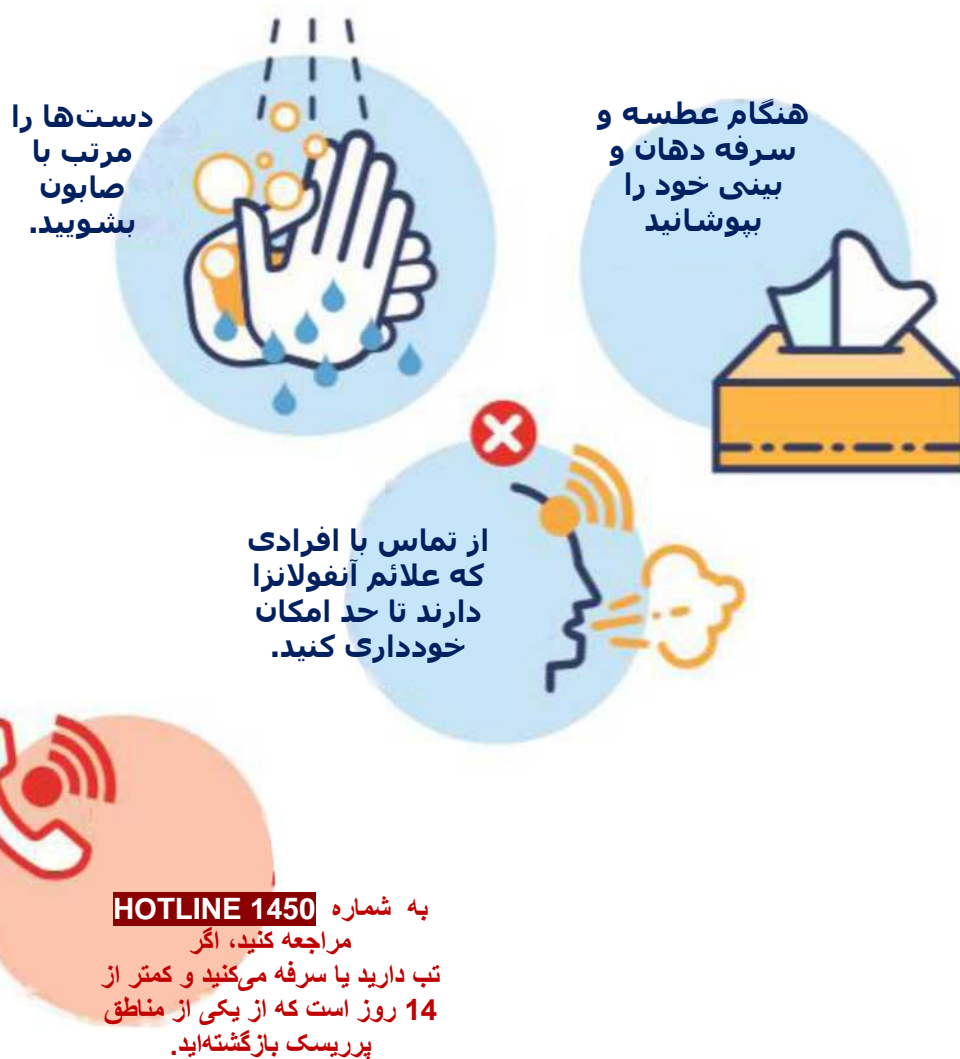 هنگام عطسه و
سرفه دهان و
بینی خود را
بپوشانید
دست‌ها را
مرتب با
صابون
بشویید.
از تماس با افرادی
که علائم آنفولانزا
دارند تا حد امکان
خودداری کنید.
به شماره HOTLINE 1450
مراجعه کنید، اگر
تب دارید یا سرفه می‌کنید و کمتر از
14 روز است که از یکی از مناطق
پرریسک بازگشته‌اید.